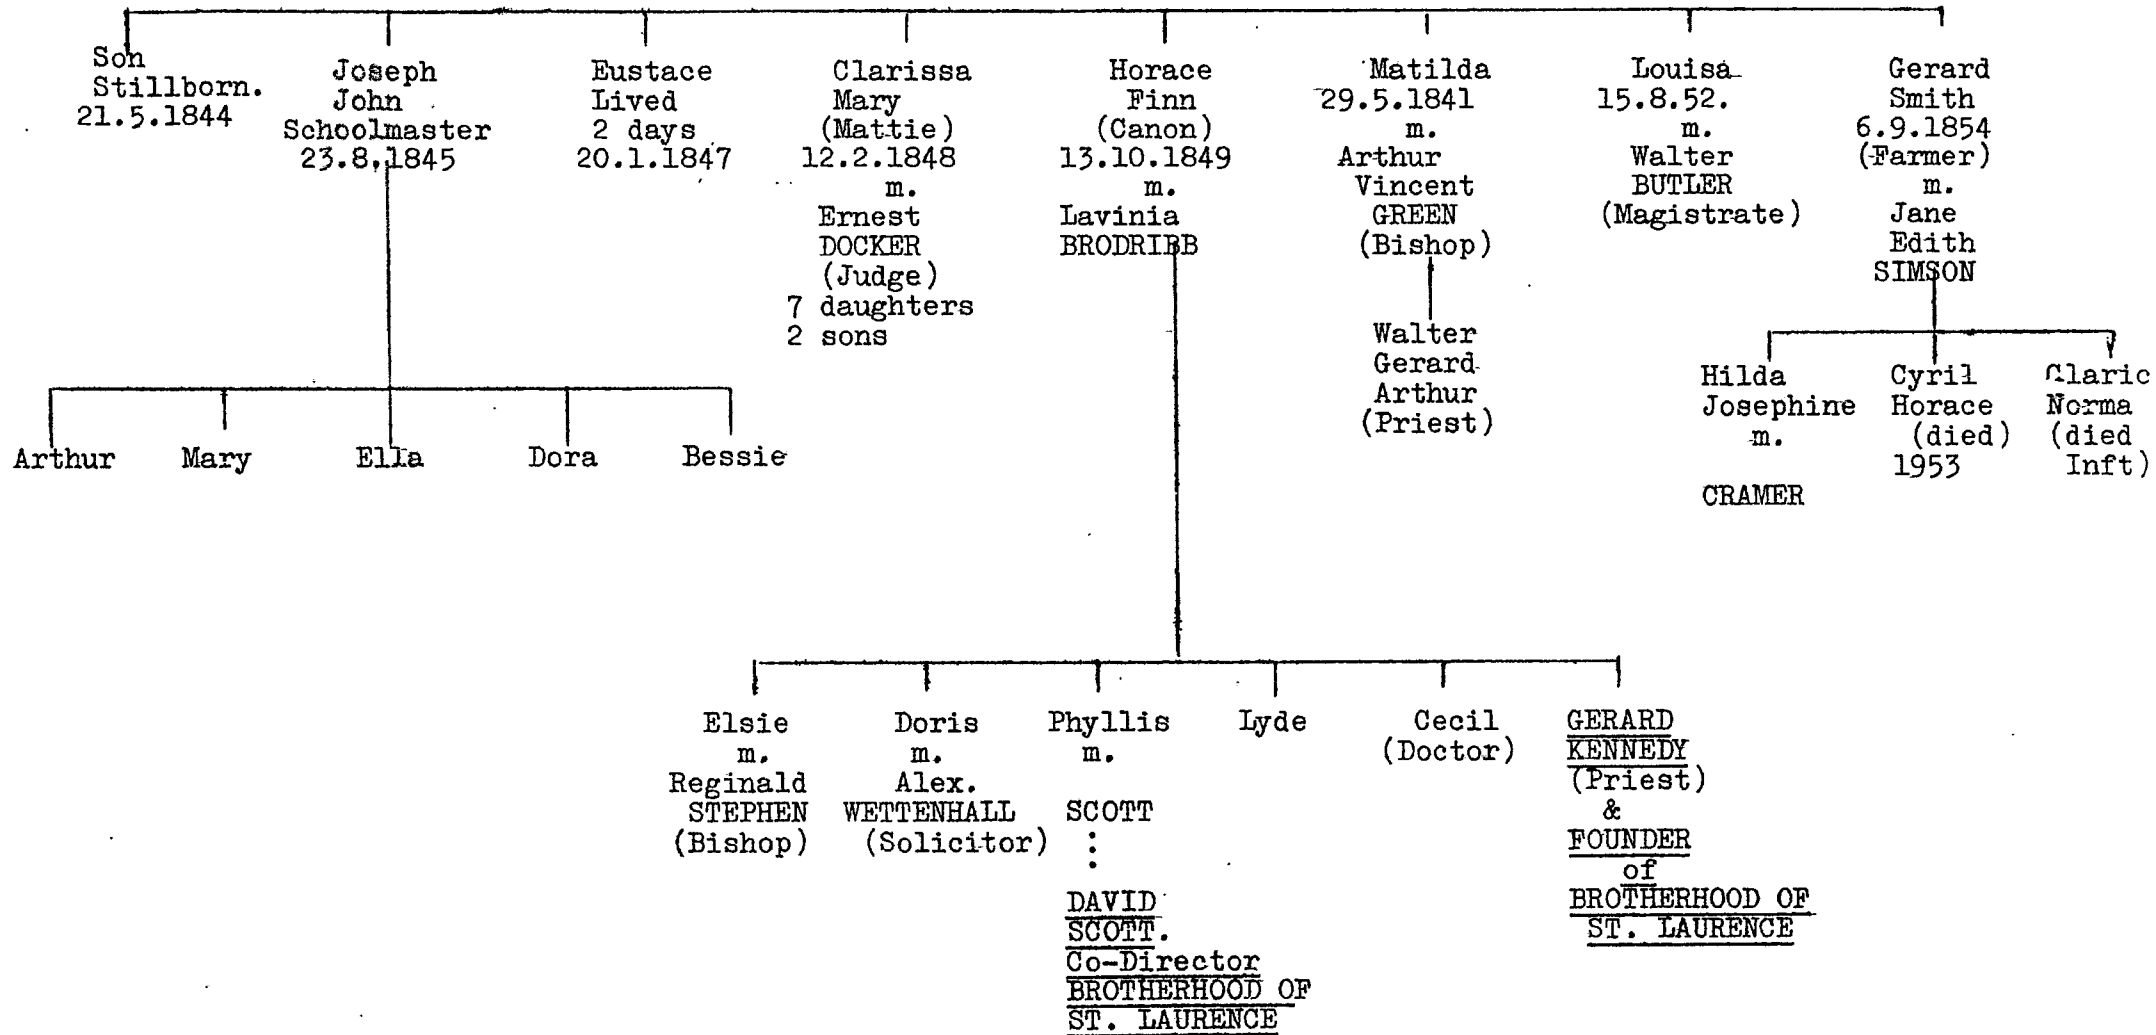 Son
Stillborn.
21.5.1844
Joseph
John
Schoolmaster
23.8.1845
Eustace
Lived
2 days
20.1.1847
Clarissa
Mary
(Mattie)
12.2.1848
m.
Ernest
DOCKER
(Judge)
7 daughters
2 sons
Horace
Finn
(Canon)
13.10.1849
m.
Lavinia
BRODRIBB
Matilda
29.5.1841
m.
Arthur
Vincent
GREEN
(Bishop)
Walter
Gerard
Arthur
(Priest)
Louisa
15.8.52.
m.
Walter
BUTLER
(Magistrate)
Gerard
Smith
6.9.1854
(Farmer)
m.
Jane
Edith
SIMSON
Hilda
Josephine
m.
CRAMER
Cyril
Horace
(died)
1953
Claric
Norma
(died
Inft)
Arthur
Mary
Ella
Dora
Bessie
Elsie
m.
Reginald
STEPHEN
(Bishop)
Doris
m.
Alex.
WETTENHALL
(Solicitor)
Phyllis
m.
SCOTT
DAVID
SCOTT.
Co-Director
BROTHERHOOD OF
ST. LAURENCE
Lyde
Cecil
(Doctor)
GERARD
KENNEDY
(Priest)
&
FOUNDER
of
BROTHERHOOD OF
ST. LAURENCE